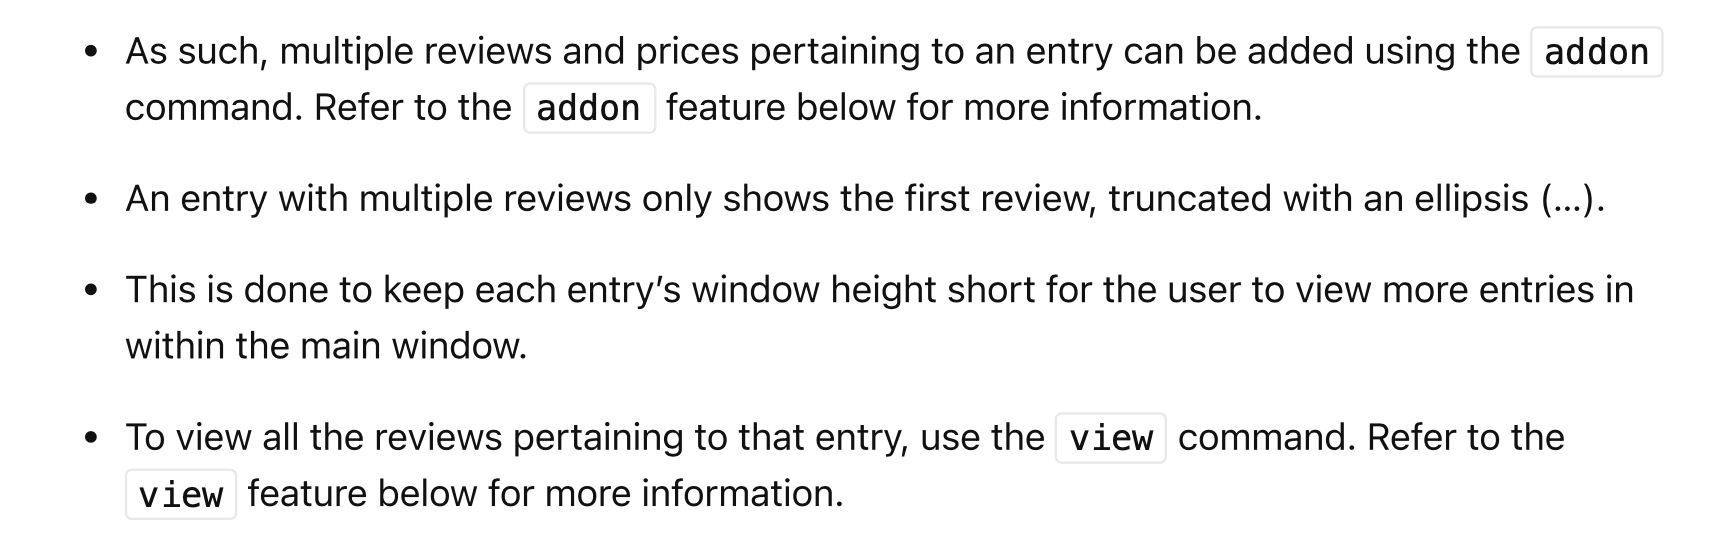 • As such, multiple reviews and prices pertaining to an entry can be added using the addon
command. Refer to the addon feature below for more information.
• An entry with multiple reviews only shows the first review, truncated with an ellipsis (…).
• This is done to keep each entry’s window height short for the user to view more entries in
within the main window.
• To view all the reviews pertaining to that entry, use the view command. Refer to the
view feature below for more information.